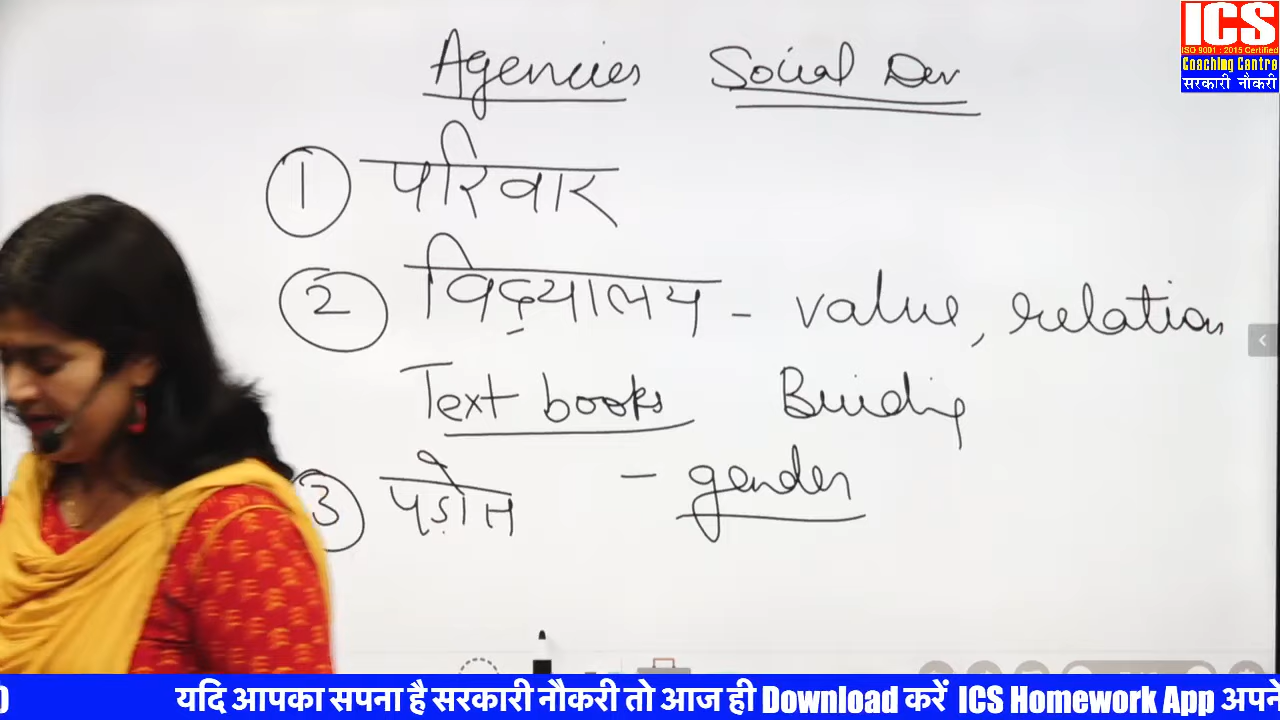 Agencies Social Dev
1 परिवार
2 विद्यालय - value, relation
Text books Buiding
3 पड़ोस - gender
ICS
ISO 9001 : 2015 Certified
Coaching Centre
सरकारी नौकरी
यदि आपका सपना है सरकारी नौकरी तो आज ही Download करें ICS Homework App अपने